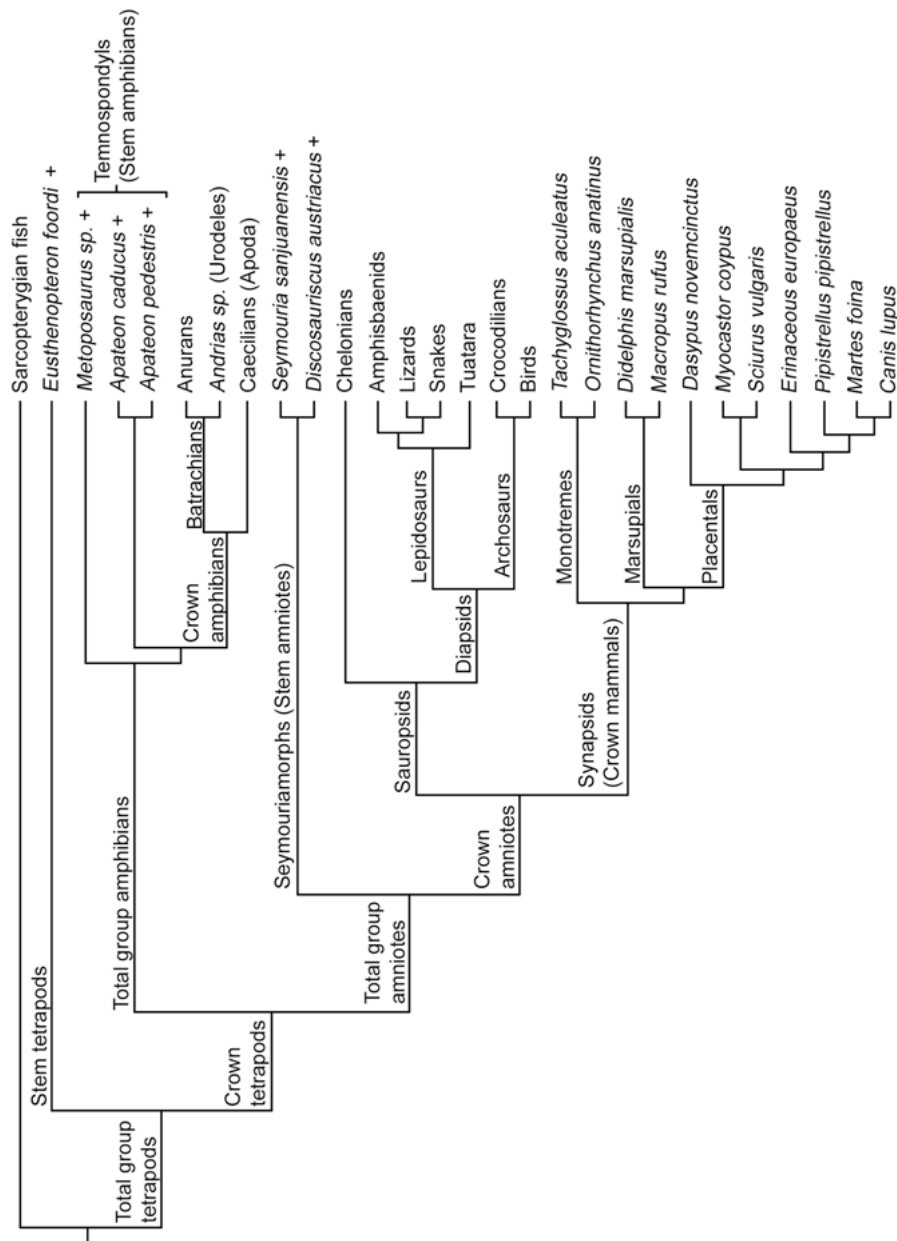 Sarcopterygian fish
Eusthenopteron foordi +
Metoposaurus sp. +
Apateon caducus +
Apateon pedestris +
Temnospondyls
(Stem amphibians)
Anurans
Andrias sp. (Urodeles)
Caecilians (Apoda)
Seymouria sanjuanensis +
Discosauriscus austriacus +
Chelonians
Amphisbaenids
Lizards
Snakes
Tuatara
Crocodilians
Birds
Tachyglossus aculeatus
Ornithorhynchus anatinus
Didelphis marsupialis
Macropus rufus
Dasypus novemcinctus
Myocastor coypus
Sciurus vulgaris
Erinaceous europaeus
Pipistrellus pipistrellus
Martes foina
Canis lupus
Stem tetrapods
Total group
tetrapods
Crown
tetrapods
Total group amphibians
Crown
amphibians
Batrachians
Total group
amniotes
Seymouriamorphs (Stem amniotes)
Crown
amniotes
Sauropsids
Diapsids
Lepidosaurs
Archosaurs
Synapsids
(Crown mammals)
Monotremes
Marsupials
Placentals